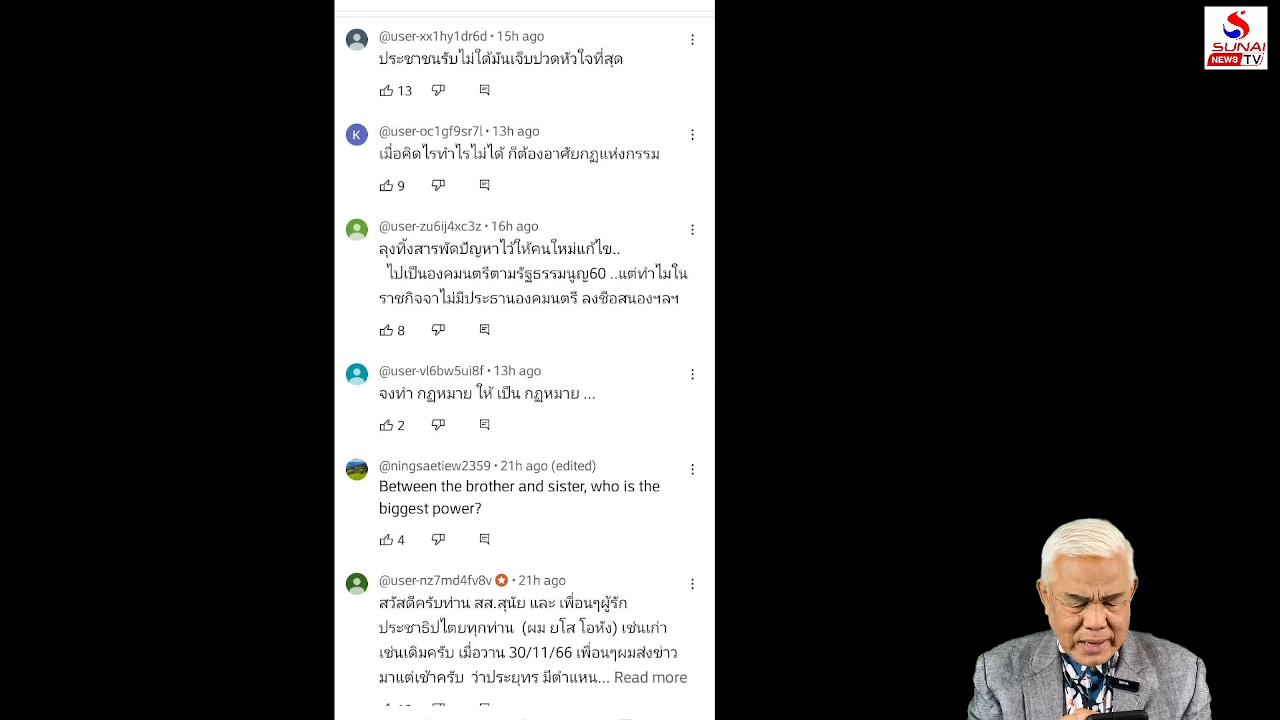 SUNAI
NEWS TV
@user-xx1hy1dr6d • 15h ago
ประชาชนรับไม่ได้มันเจ็บปวดหัวใจที่สุด
13
K
@user-oc1gf9sr7l • 13h ago
เมื่อคิดไรทำไรไม่ได้ ก็ต้องอาศัยกฏแห่งกรรม
9
@user-zu6ij4xc3z • 16h ago
ลุงทิ้งสารพัดปัญหาไว้ให้คนใหม่แก้ไข..
ไปเป็นองคมนตรีตามรัฐธรรมนูญ60 ..แต่ทำไมใน
ราชกิจจาไม่มีประธานองคมนตรี ลงชือสนองฯลฯ
8
@user-vl6bw5ui8f • 13h ago
จงทำ กฏหมาย ให้ เป็น กฏหมาย ...
2
@ningsaetiew2359 • 21h ago (edited)
Between the brother and sister, who is the
biggest power?
4
@user-nz7md4fv8v • 21h ago
สวัสดีครับท่าน สส.สุนัย และ เพื่อนๆผู้รัก
ประชาธิปไตยทุกท่าน (ผม ยโส โอหัง) เช่นเก่า
เช่นเดิมครับ เมื่อวาน 30/11/66 เพื่อนๆผมส่งข่าว
มาแต่เช้าครับ ว่าประยุทร มีตำแหน... Read more